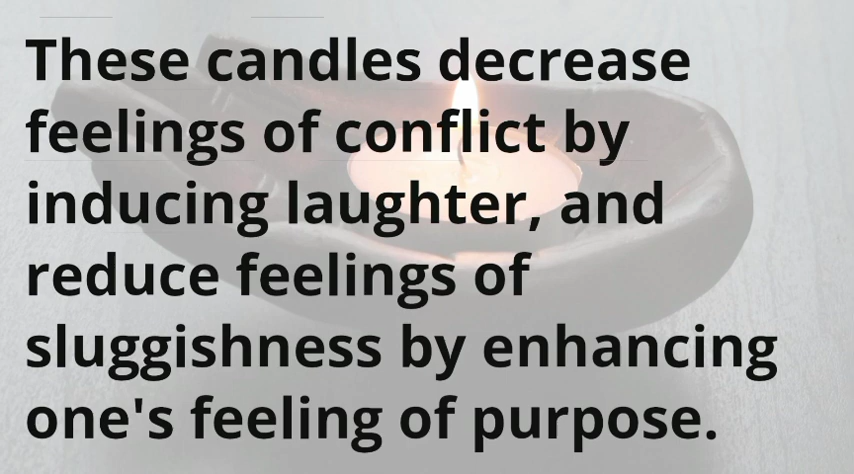 These candles decrease
feelings of conflict by
inducing laughter, and
reduce feelings of
sluggishness by enhancing
one's feeling of purpose.